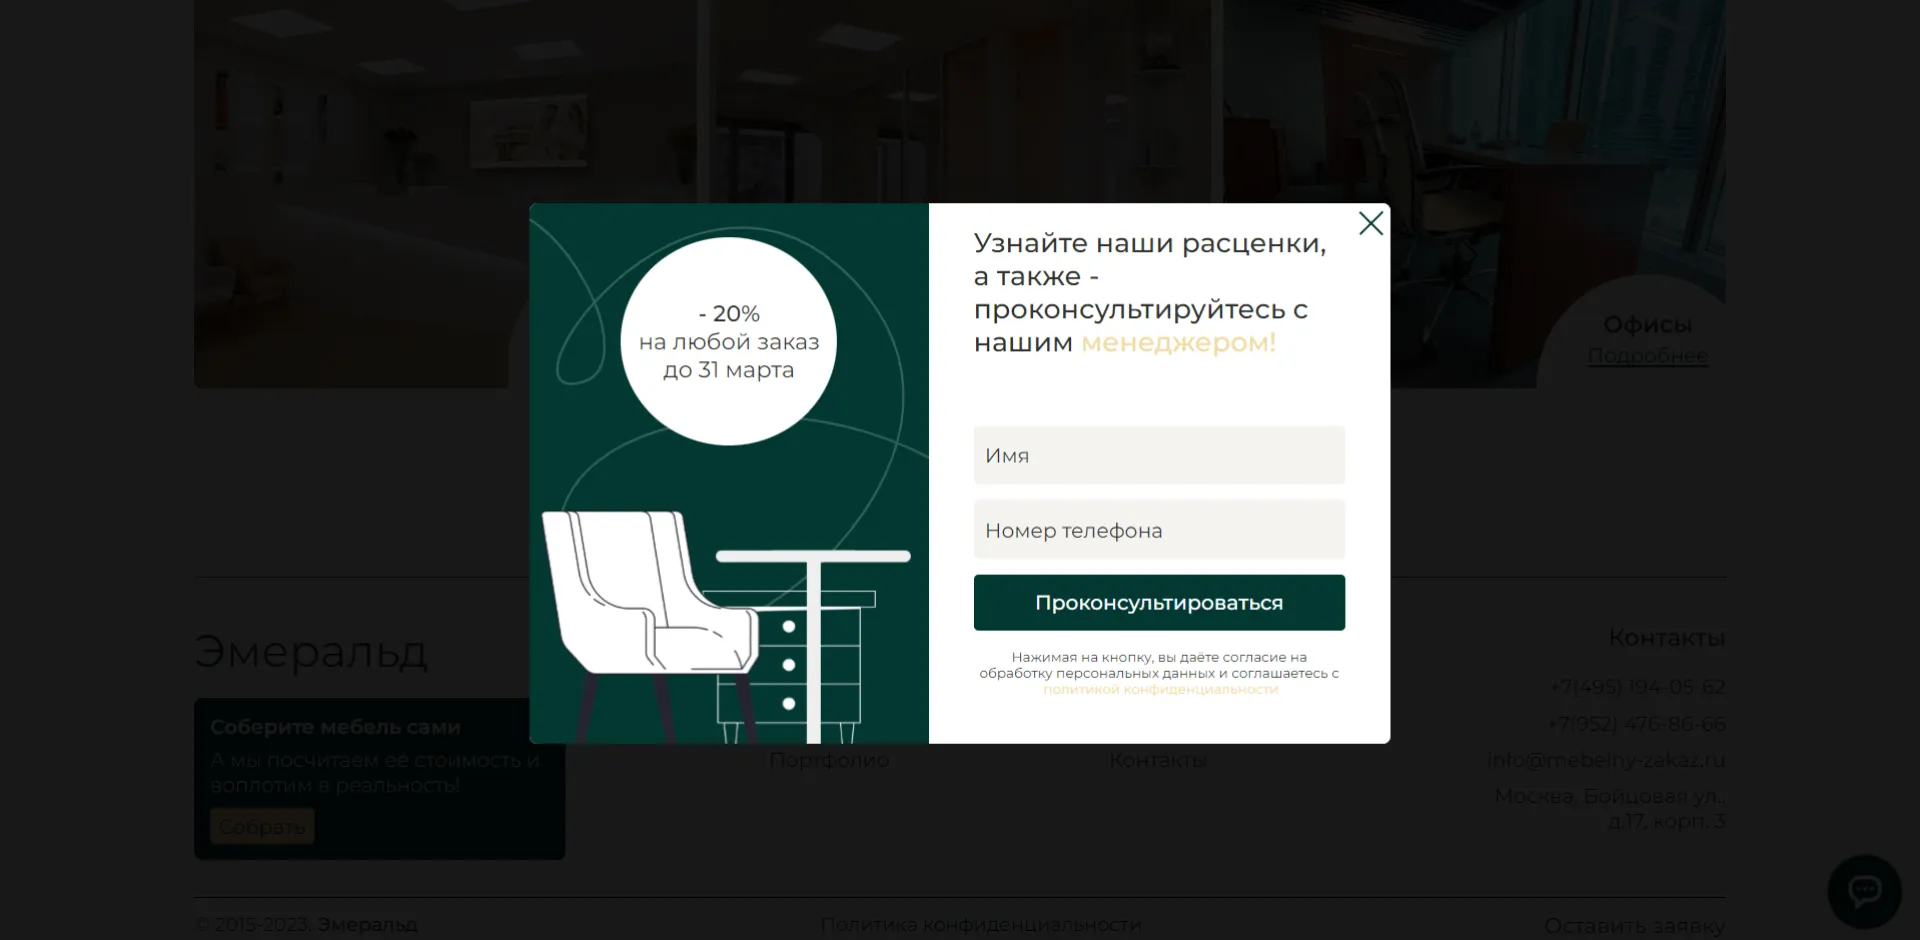 - 20%
на любой заказ
до 31 марта
Узнайте наши расценки,
а также -
проконсультируйтесь с
нашим менеджером!
Имя
Номер телефона
Проконсультироваться
Нажимая на кнопку, вы даёте согласие на
обработку персональных данных и соглашаетесь с
политикой конфиденциальности
Офисы
Подробнее
Эмеральд
Соберите мебель сами
А мы посчитаем её стоимость и
воплотим в реальность!
Собрать
Портфолио
Контакты
Контакты
+7(495) 194-05-62
+7(952) 476-86-66
info@mebelny-zakaz.ru
Москва, Бойцовая ул.,
д.17, корп. 3
© 2015-2023. Эмеральд
Политика конфиденциальности
Оставить заявку